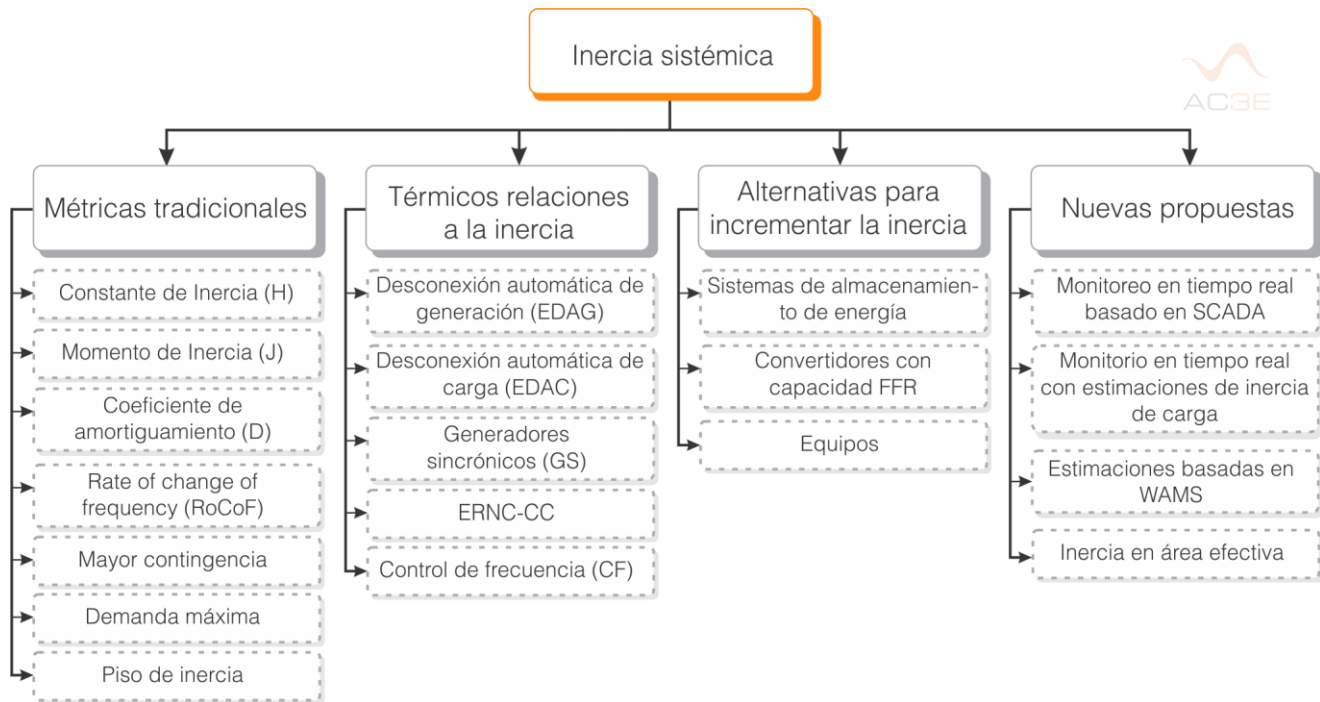 Inercia sistémica
AC3E
Métricas tradicionales
Constante de Inercia (H)
Momento de Inercia (J)
Coeficiente de
amortiguamiento (D)
Rate of change of
frequency (RoCoF)
Mayor contingencia
Demanda máxima
Piso de inercia
Térmicos relaciones
a la inercia
Desconexión automática de
generación (EDAG)
Desconexión automática de
carga (EDAC)
Generadores
sincrónicos (GS)
ERNC-CC
Control de frecuencia (CF)
Alternativas para
incrementar la inercia
Sistemas de almacenamien-
to de energía
Convertidores con
capacidad FFR
Equipos
Nuevas propuestas
Monitoreo en tiempo real
basado en SCADA
Monitorio en tiempo real
con estimaciones de inercia
de carga
Estimaciones basadas en
WAMS
Inercia en área efectiva